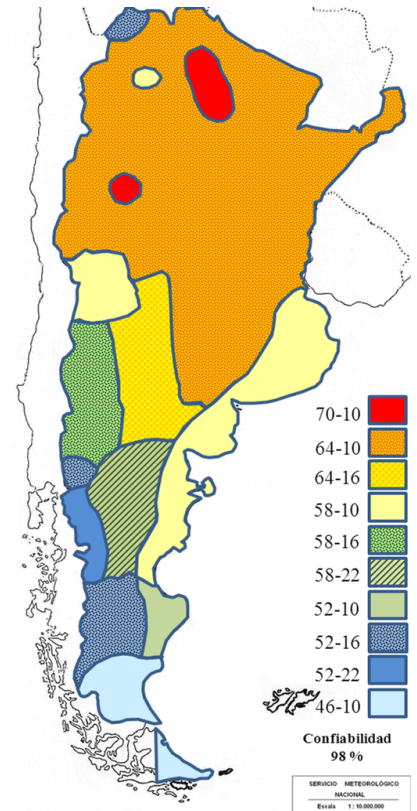 70-10
64-10
64-16
58-10
58-16
58-22
52-10
52-16
52-22
46-10
Confiabilidad
98 %
SERVICIO METEOROLÓGICO
NACIONAL
Escala 1: 10.000.000